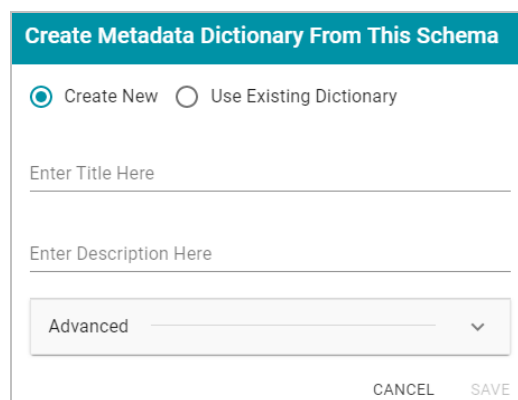 Create Metadata Dictionary From This Schema
Create New Use Existing Dictionary
Enter Title Here
Enter Description Here
Advanced
CANCEL SAVE